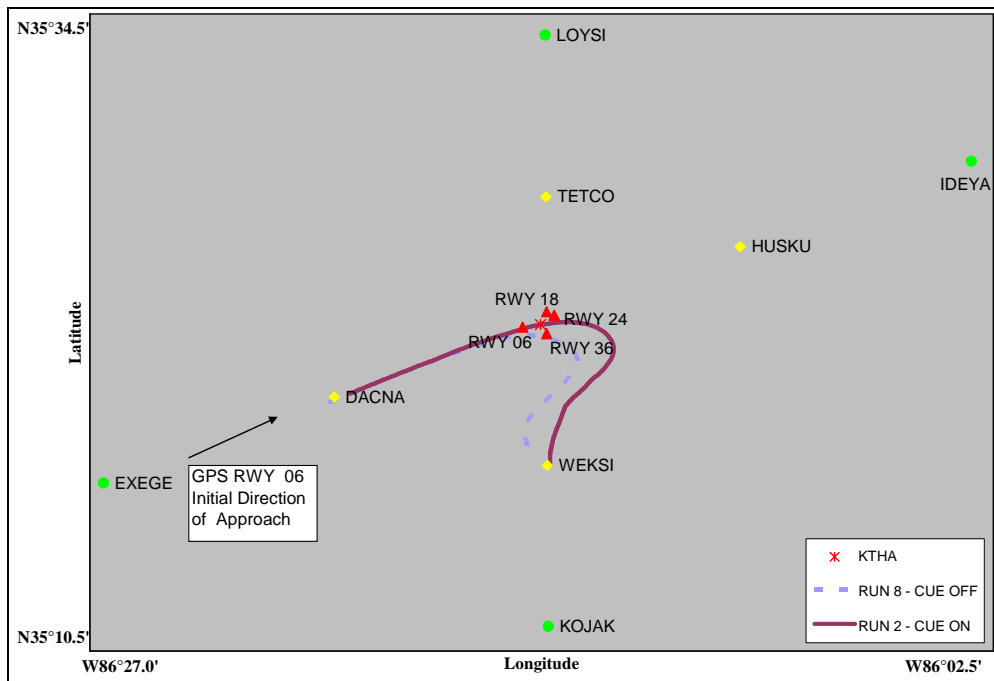 N35°34.5'
LOYSI
IDEYA
TETCO
HUSKU
RWY 18
RWY 24
RWY 06
RWY 36
Latitude
DACNA
WEKSI
EXEGE
GPS RWY 06
Initial Direction
of Approach
KTHA
RUN 8 - CUE OFF
RUN 2 - CUE ON
KOJAK
N35°10.5'
W86°27.0'
Longitude
W86°02.5'